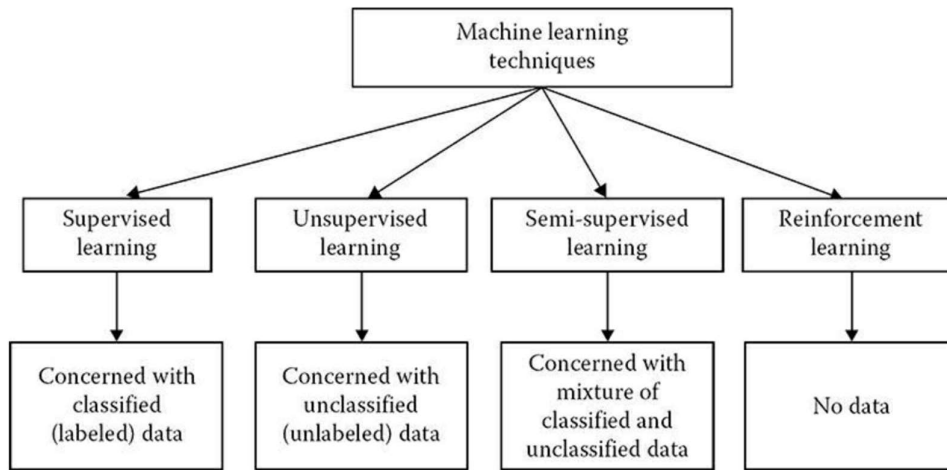 Machine learning
techniques
Supervised
learning
Unsupervised
learning
Semi-supervised
learning
Reinforcement
learning
Concerned with
classified
(labeled) data
Concerned with
unclassified
(unlabeled) data
Concerned with
mixture of
classified and
unclassified data
No data